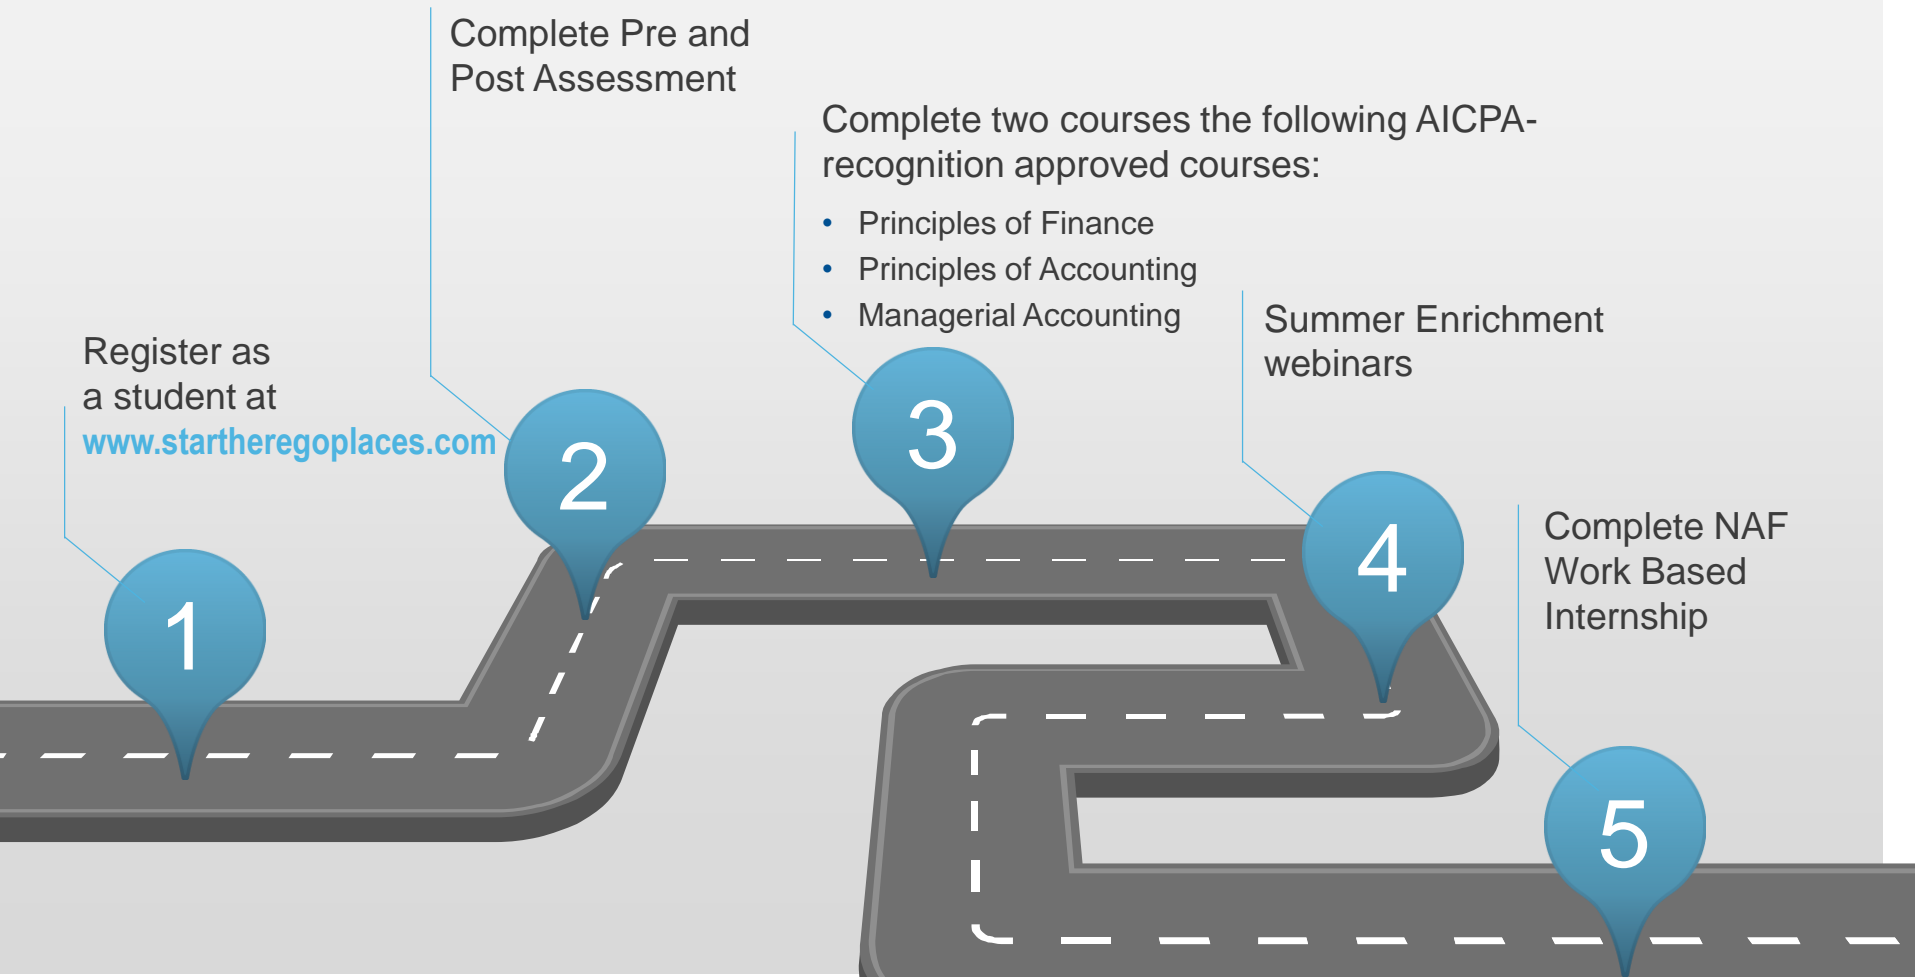 Register as
a student at
www.startheregoplaces.com
1
Complete Pre and
Post Assessment
2
Complete two courses the following AICPA-
recognition approved courses:
• Principles of Finance
• Principles of Accounting
• Managerial Accounting
3
Summer Enrichment
webinars
4
Complete NAF
Work Based
Internship
5